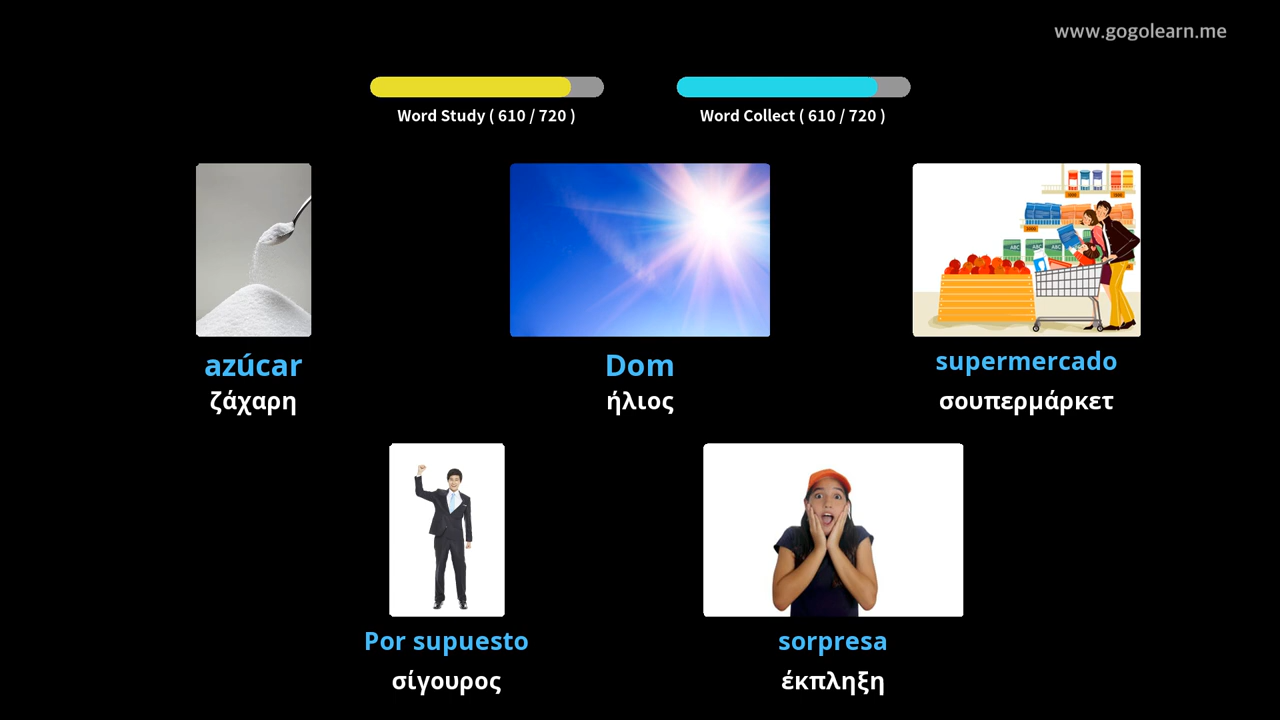 www.gogolearn.me
Word Study ( 610 / 720 )
Word Collect ( 610 / 720 )
azúcar
ζάχαρη
Dom
ήλιος
supermercado
σουπερμάρκετ
Por supuesto
σίγουρος
sorpresa
έκπληξη